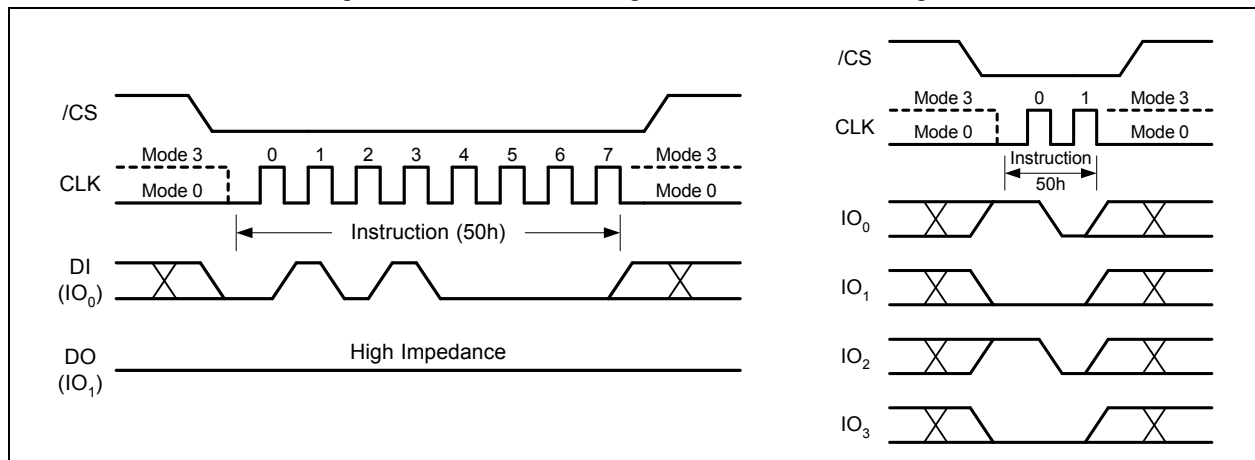 /CS
Mode 3 0 1 2 3 4 5 6 7 Mode 3
CLK
Mode 0 Mode 0
Instruction (50h)
DI
(IO0)
High Impedance
DO
(IO1)
/CS
Mode 3 0 1 Mode 3
CLK
Mode 0 Mode 0
Instruction
50h
IO0
IO1
IO2
IO3